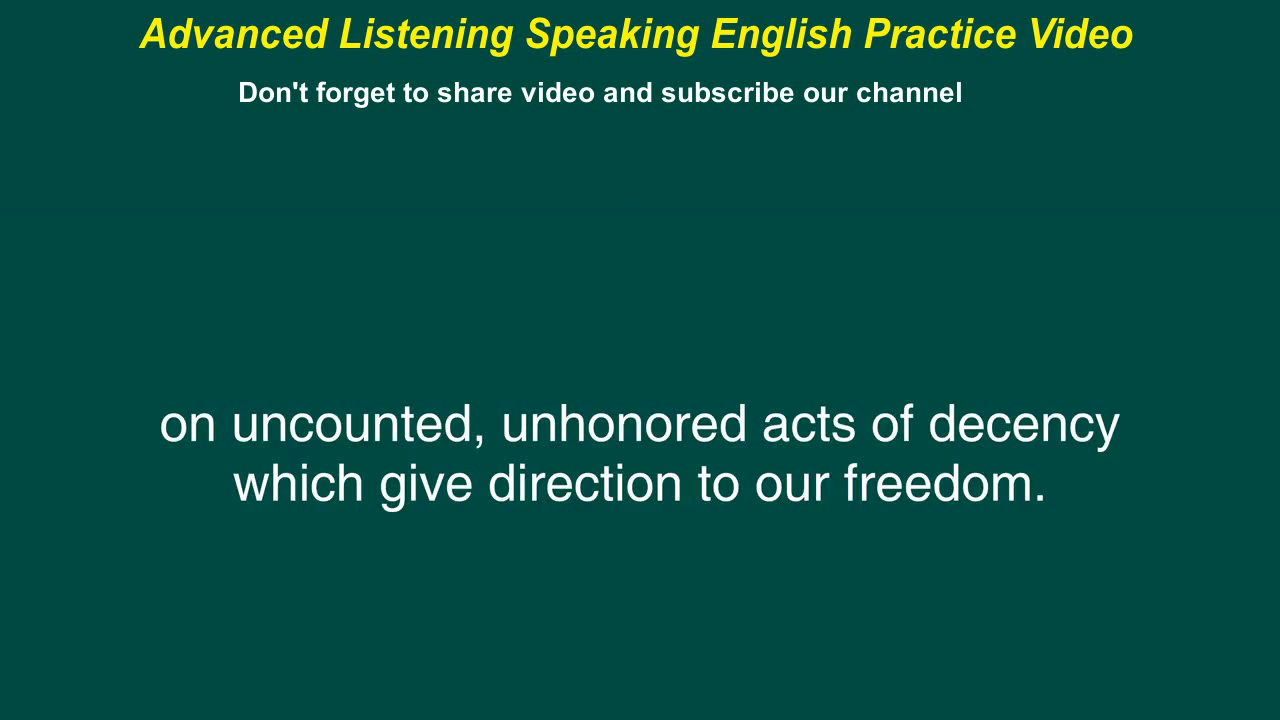 Advanced Listening Speaking English Practice Video
Don't forget to share video and subscribe our channel
on uncounted, unhonored acts of decency
which give direction to our freedom.